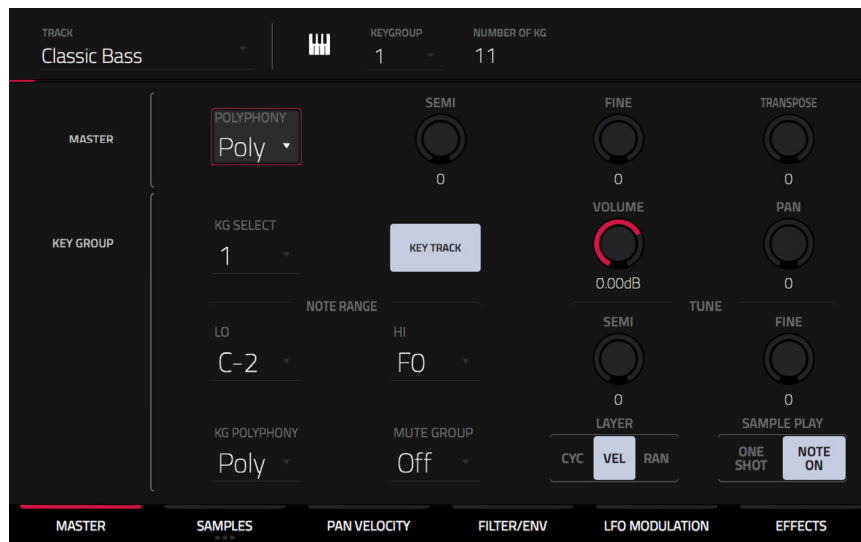 TRACK
Classic Bass
KEYGROUP
1
NUMBER OF KG
11
MASTER
POLYPHONY
Poly
SEMI
0
FINE
0
TRANSPOSE
0
KEY GROUP
KG SELECT
1
KEY TRACK
VOLUME
0.00dB
PAN
0
NOTE RANGE
LO
C-2
HI
F0
TUNE
SEMI
0
FINE
0
KG POLYPHONY
Poly
MUTE GROUP
Off
LAYER
CYC VEL RAN
SAMPLE PLAY
ONE
SHOT
NOTE
ON
MASTER SAMPLES PAN VELOCITY FILTER/ENV LFO MODULATION EFFECTS